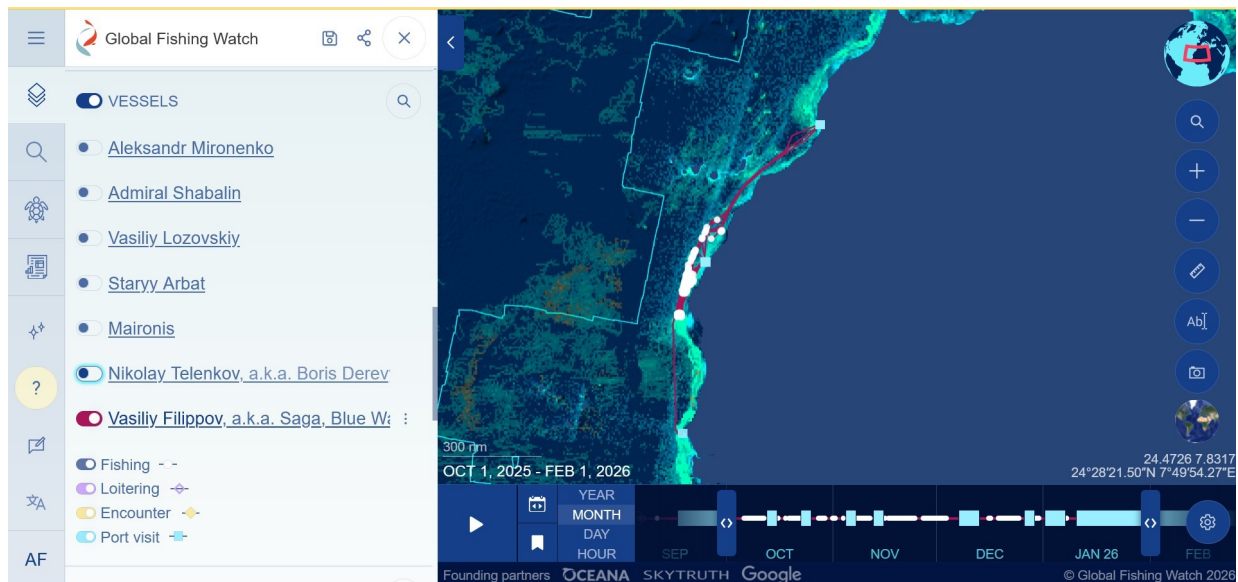 Global Fishing Watch
VESSELS
Aleksandr Mironenko
Admiral Shabalin
Vasiliy Lozovskiy
Staryy Arbat
Maironis
Nikolay Telenkov, a.k.a. Boris Derev
Vasiliy Filippov, a.k.a. Saga, Blue Wa
Fishing
Loitering
Encounter
Port visit
?
文A
AF
Ab
300 nm
OCT 1, 2025 - FEB 1, 2026
24.4726 7.8317
24°28'21.50"N 7°49'54.27"E
YEAR
MONTH
DAY
HOUR
SEP OCT NOV DEC JAN 26 FEB
Founding partners OCEANA SKYTRUTH Google
© Global Fishing Watch 2026